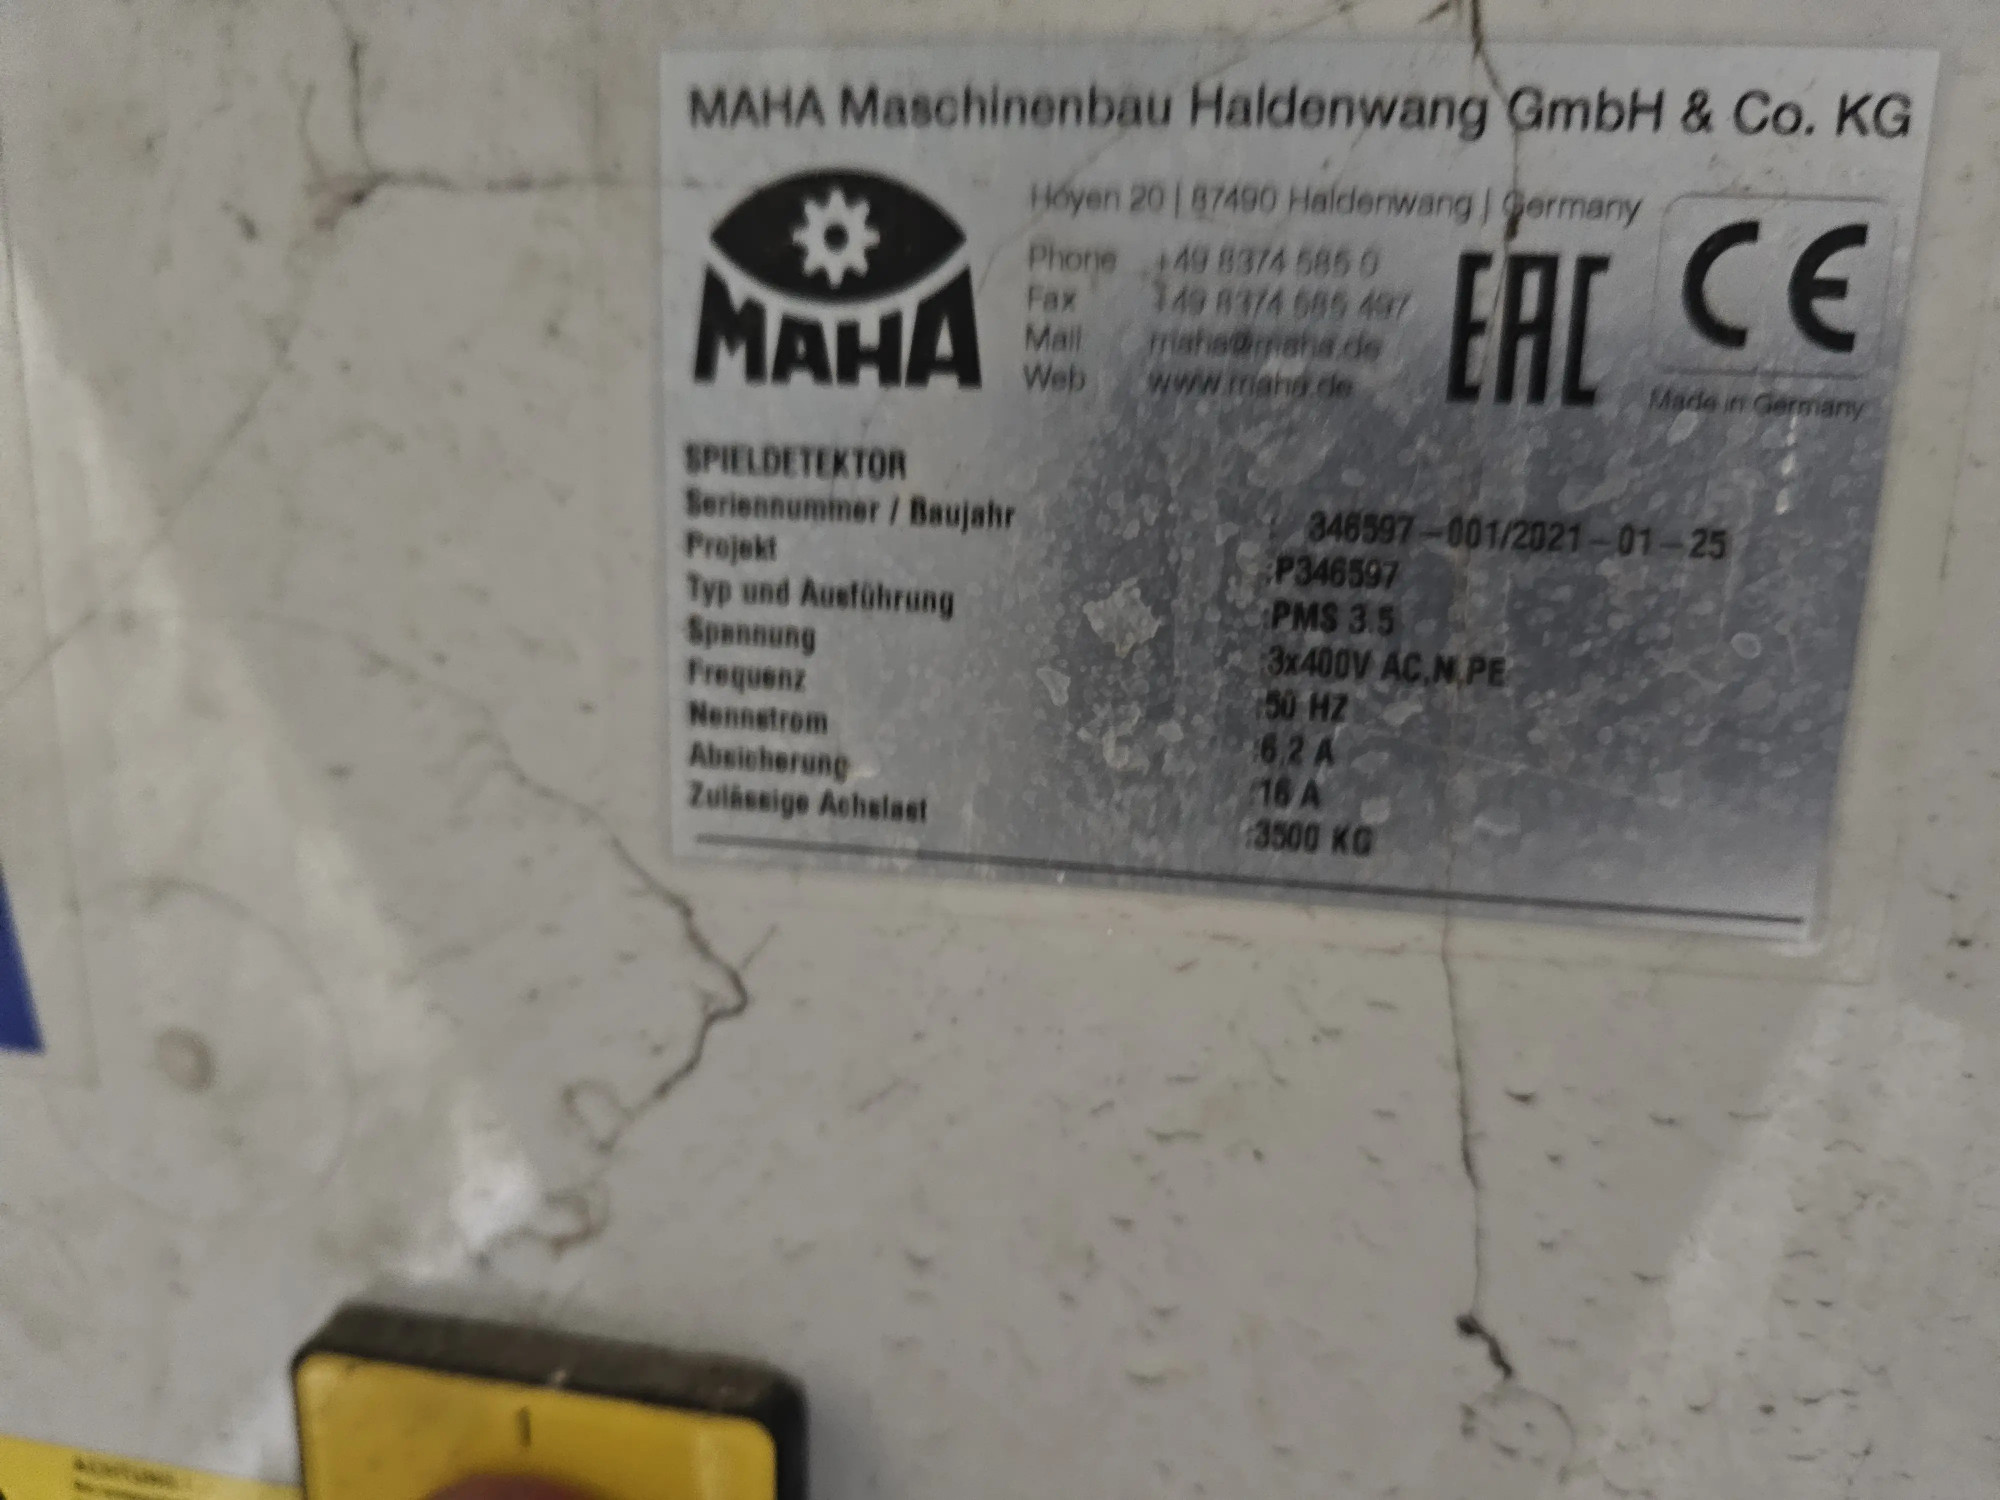 MAHA Maschinenbau Haldenwang GmbH & Co. KG
MAHA
Hoyen 20 | 87490 Haldenwang | Germany
Phone +49 8374 585 0
Fax +49 8374 585 497
Mail maha@maha.de
Web www.maha.de
EAC
CE
Made in Germany
SPIELDETEKTOR
Seriennummer / Baujahr : 346597-001/2021-01-25
Projekt :P346597
Typ und Ausführung :PMS 3.5
Spannung :3x400V AC,N,PE
Frequenz :50 HZ
Nennstrom :6,2 A
Absicherung :16 A
Zulässige Achslast :3500 KG
I
ACHTUNG!